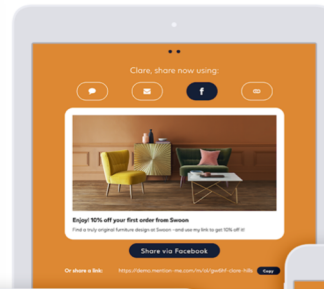 Clare, share now using:
Enjoy! 10% off your first order from Swoon
Find a truly original furniture design at Swoon - and use my link to get 10% off it!
Share via Facebook
Or share a link:
Copy